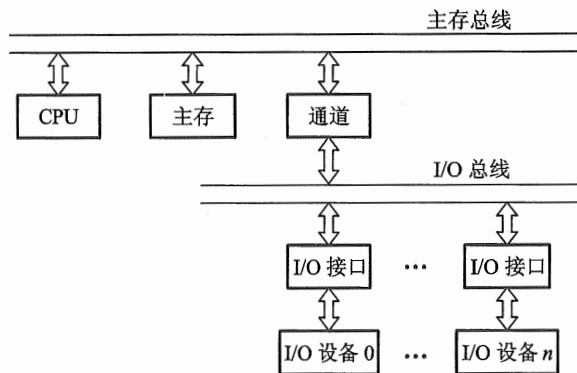 主存总线
CPU 主存 通道
I/O 总线
I/O 接口 … I/O 接口
I/O 设备 0 … I/O 设备 n